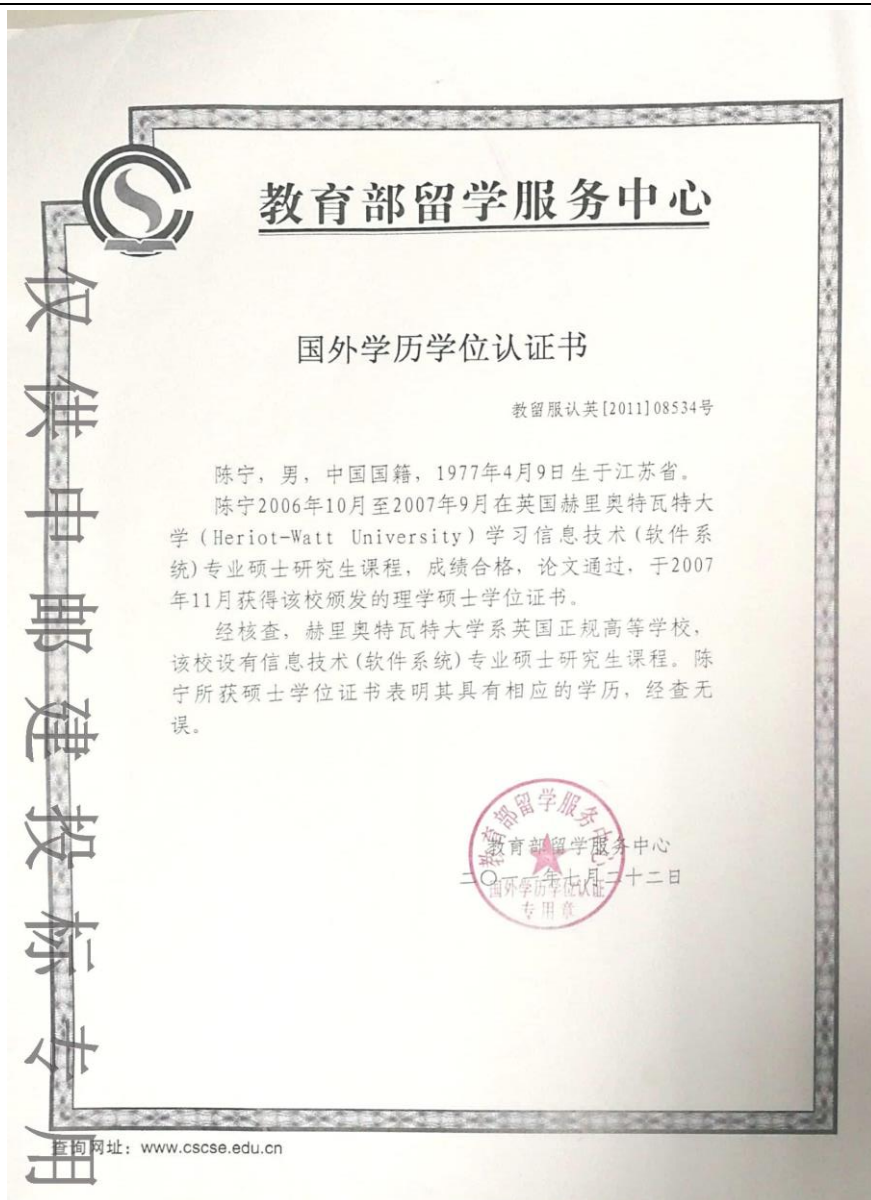 教育部留学服务中心
国外学历学位认证书
教留服认英[2011]08534号
陈宁，男，中国国籍，1977年4月9日生于江苏省。
陈宁2006年10月至2007年9月在英国赫里奥特瓦特大
学(Heriot-Watt University)学习信息技术(软件系
统)专业硕士研究生课程，成绩合格，论文通过，于2007
年11月获得该校颁发的理学硕士学位证书。
经核查，赫里奥特瓦特大学系英国正规高等学校，
该校设有信息技术(软件系统)专业硕士研究生课程。陈
宁所获硕士学位证书表明其具有相应的学历，经查无
误。
教育部留学服务中心
二〇一一年七月二十二日
教育部留学服务中心
国外学历学位认证
专用章
查询网址：www.cscse.edu.cn
仅供中邮建投标专用